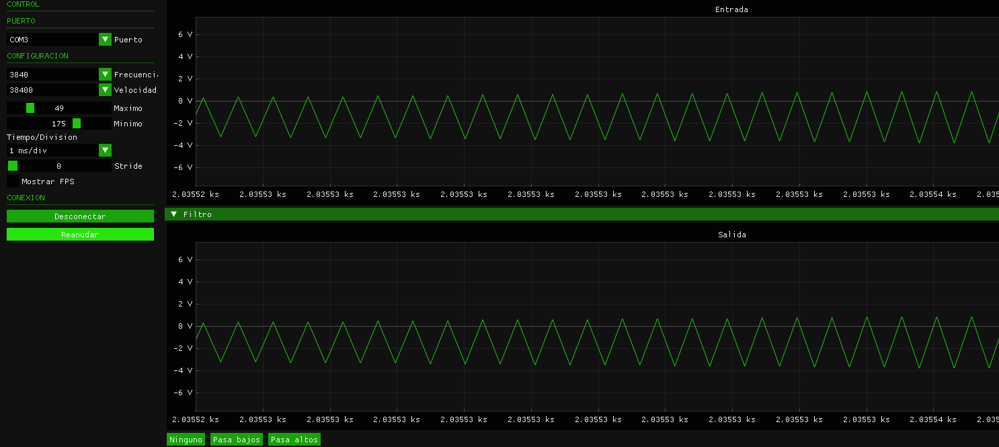 CONTROL
PUERTO
COM3 Puerto
CONFIGURACION
3840 Frecuenci
38400 Velocidad
49 Maximo
175 Minimo
Tiempo/Division
1 ms/div
0 Stride
Mostrar FPS
CONEXION
Desconectar
Reanudar
Entrada
6 V
4 V
2 V
0 V
-2 V
-4 V
-6 V
2.03552 ks 2.03553 ks 2.03553 ks 2.03553 ks 2.03553 ks 2.03553 ks 2.03553 ks 2.03553 ks 2.03553 ks 2.03553 ks 2.03553 ks 2.03554 ks 2.035
Filtro
Salida
6 V
4 V
2 V
0 V
-2 V
-4 V
-6 V
2.03552 ks 2.03553 ks 2.03553 ks 2.03553 ks 2.03553 ks 2.03553 ks 2.03553 ks 2.03553 ks 2.03553 ks 2.03553 ks 2.03553 ks 2.03554 ks 2.035
Ninguno Pasa bajos Pasa altos